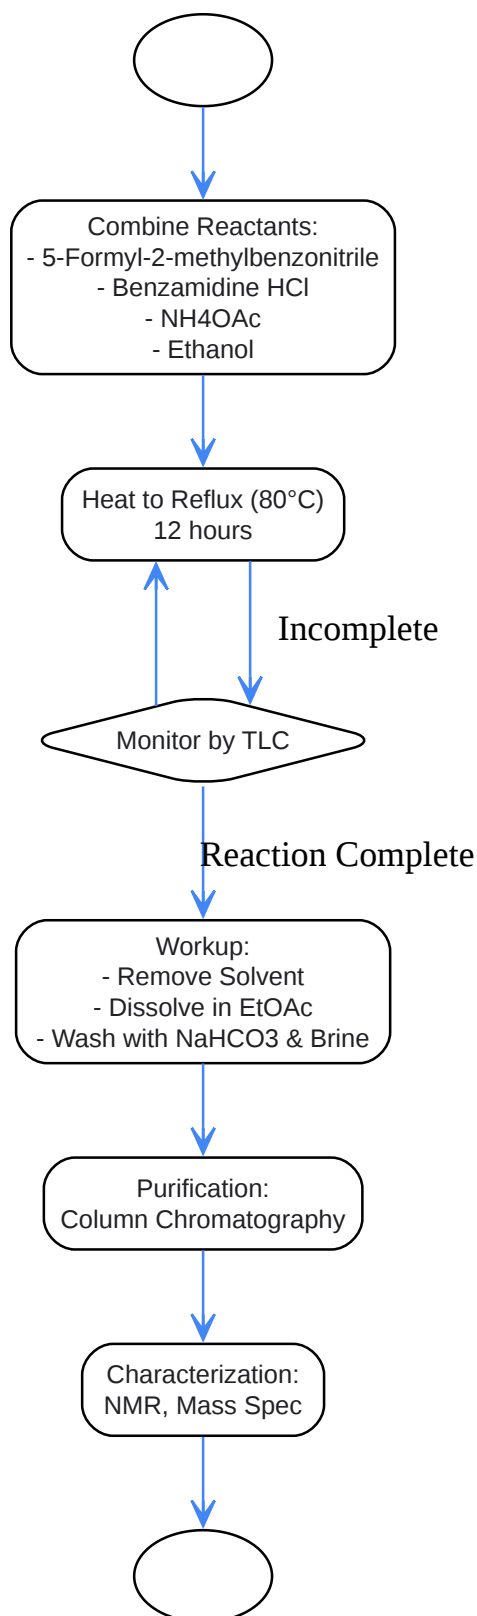 Combine Reactants:
- 5-Formyl-2-methylbenzonitrile
- Benzamidine HCl
- NH4OAc
- Ethanol
Heat to Reflux (80°C)
12 hours
Incomplete
Monitor by TLC
Reaction Complete
Workup:
- Remove Solvent
- Dissolve in EtOAc
- Wash with NaHCO3 & Brine
Purification:
Column Chromatography
Characterization:
NMR, Mass Spec